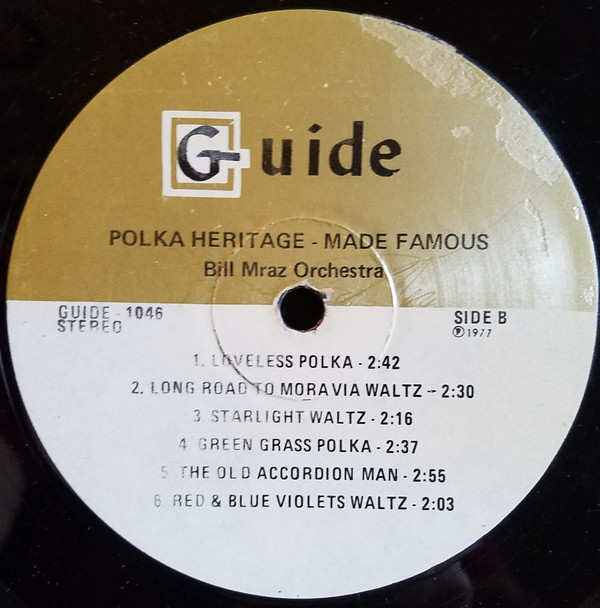 Guide
POLKA HERITAGE - MADE FAMOUS
Bill Mraz Orchestra
GUIDE - 1046
STEREO
SIDE B
℗1977
1. LOVELESS POLKA - 2:42
2. LONG ROAD TO MORAVIA WALTZ - 2:30
3. STARLIGHT WALTZ - 2:16
4. GREEN GRASS POLKA - 2:37
5. THE OLD ACCORDION MAN - 2:55
6. RED & BLUE VIOLETS WALTZ - 2:03